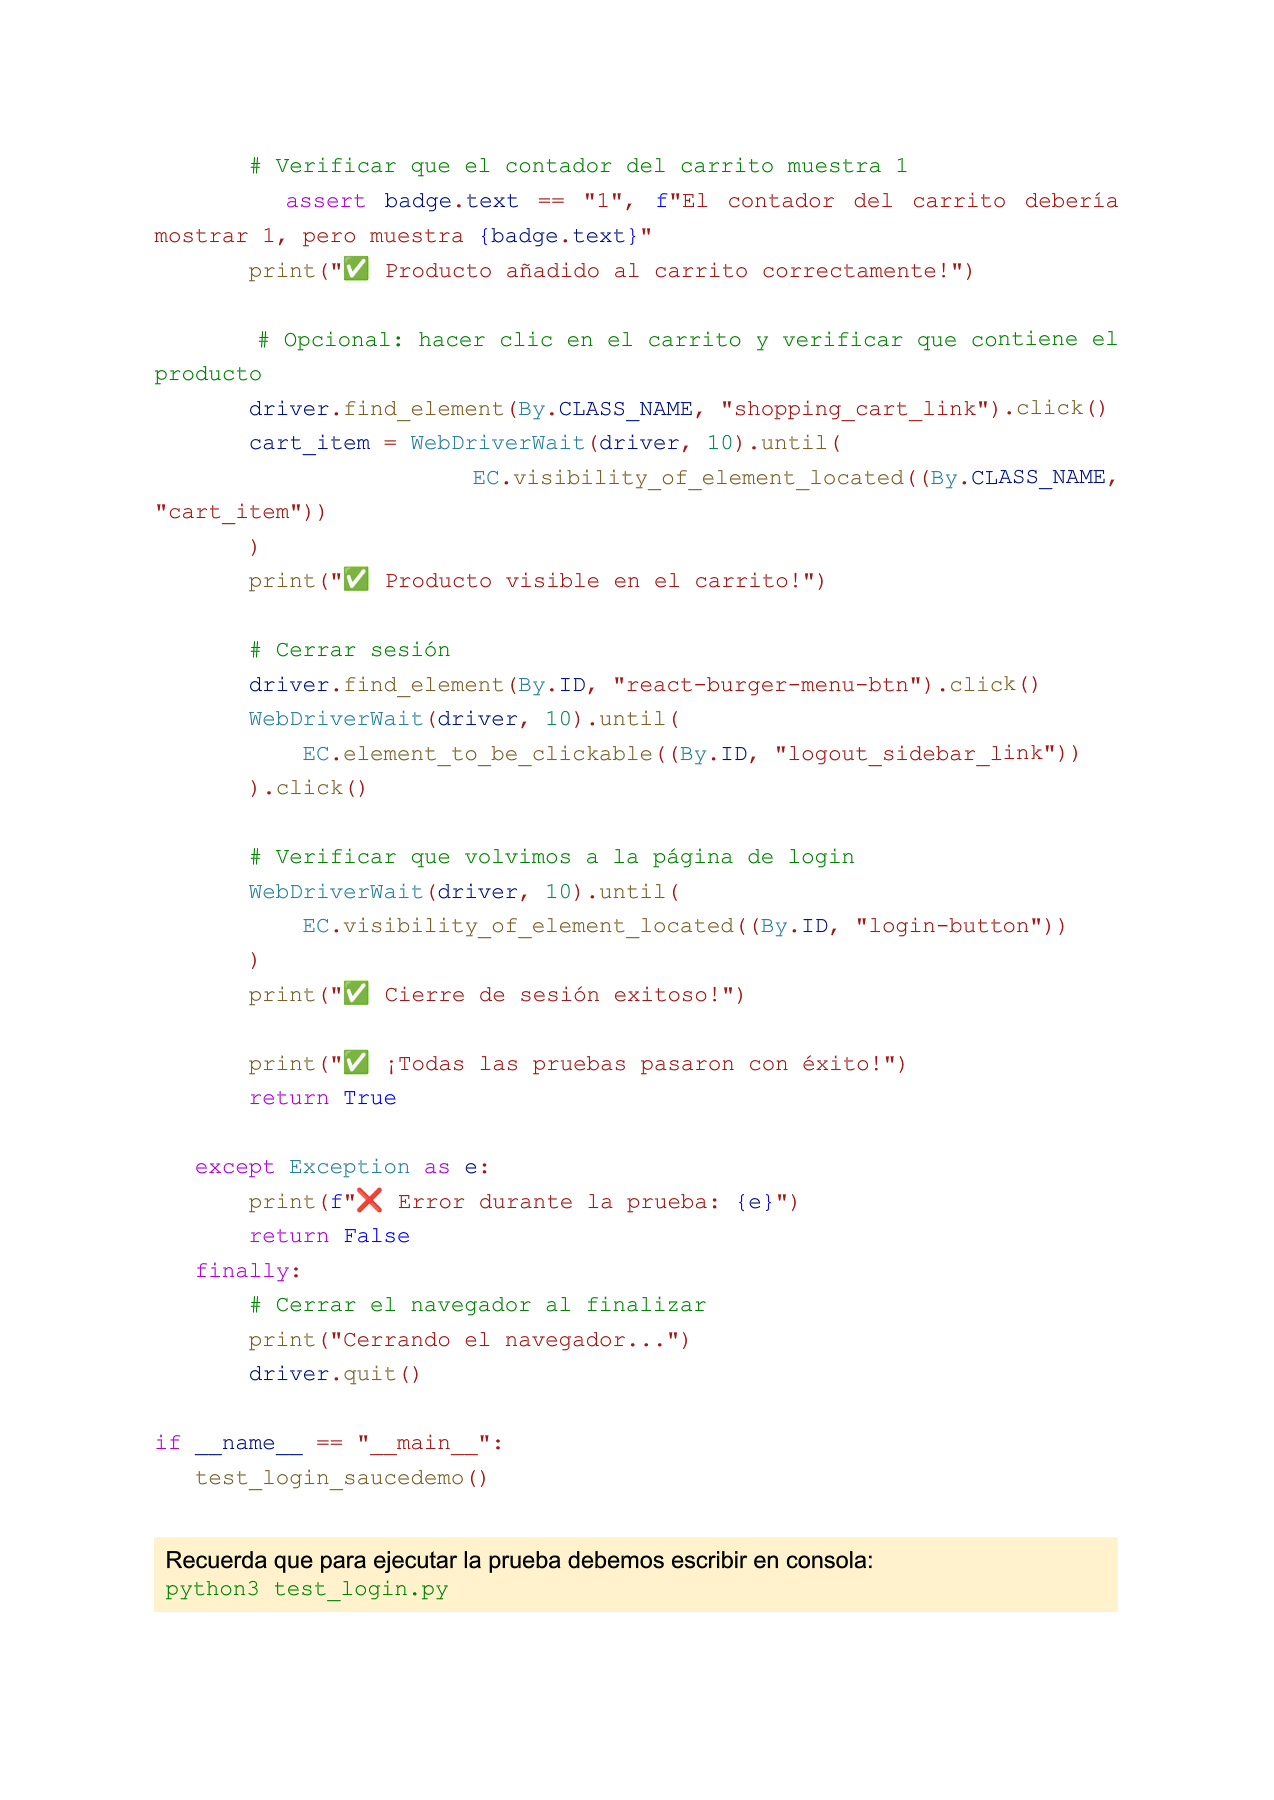 # Verificar que el contador del carrito muestra 1
assert badge.text == "1", f"El contador del carrito debería
mostrar 1, pero muestra {badge.text}"
print("✅ Producto añadido al carrito correctamente!")
# Opcional: hacer clic en el carrito y verificar que contiene el
producto
driver.find_element(By.CLASS_NAME, "shopping_cart_link").click()
cart_item = WebDriverWait(driver, 10).until(
EC.visibility_of_element_located((By.CLASS_NAME,
"cart_item"))
)
print("✅ Producto visible en el carrito!")
# Cerrar sesión
driver.find_element(By.ID, "react-burger-menu-btn").click()
WebDriverWait(driver, 10).until(
EC.element_to_be_clickable((By.ID, "logout_sidebar_link"))
).click()
# Verificar que volvimos a la página de login
WebDriverWait(driver, 10).until(
EC.visibility_of_element_located((By.ID, "login-button"))
)
print("✅ Cierre de sesión exitoso!")
print("✅ ¡Todas las pruebas pasaron con éxito!")
return True
except Exception as e:
print(f"❌ Error durante la prueba: {e}")
return False
finally:
# Cerrar el navegador al finalizar
print("Cerrando el navegador...")
driver.quit()
if __name__ == "__main__":
test_login_saucedemo()
Recuerda que para ejecutar la prueba debemos escribir en consola:
python3 test_login.py